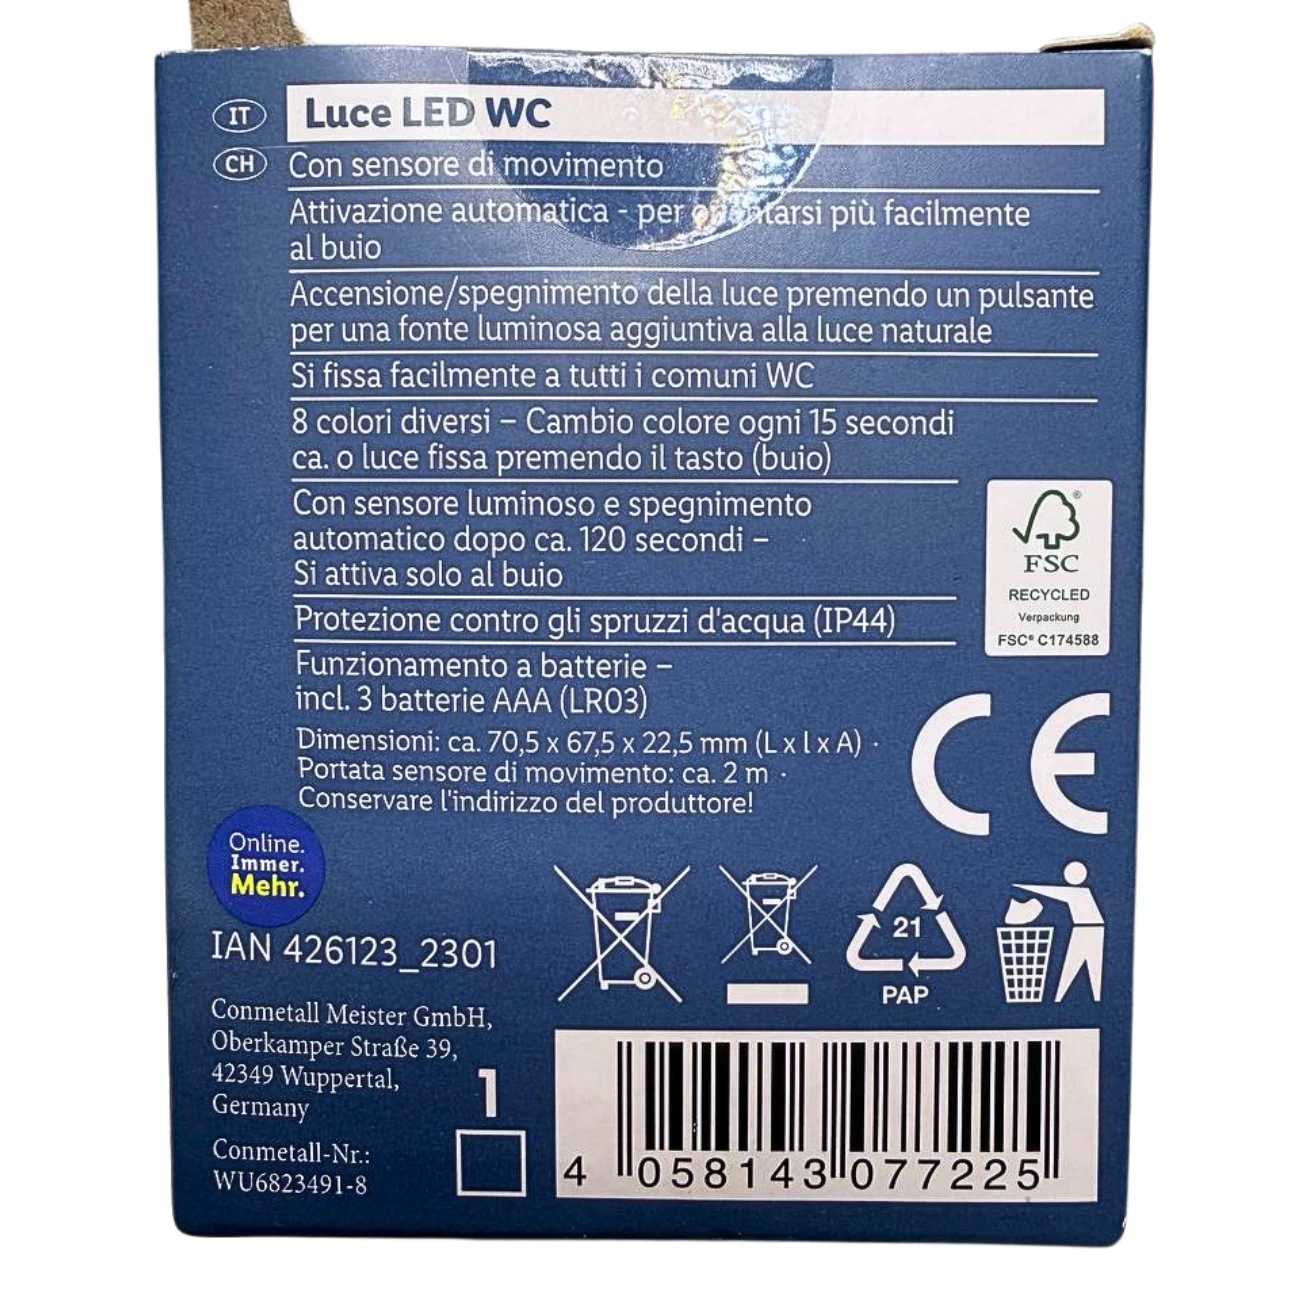 IT
Luce LED WC
CH
Con sensore di movimento
Attivazione automatica - per orientarsi più facilmente
al buio
Accensione/spegnimento della luce premendo un pulsante
per una fonte luminosa aggiuntiva alla luce naturale
Si fissa facilmente a tutti i comuni WC
8 colori diversi – Cambio colore ogni 15 secondi
ca. o luce fissa premendo il tasto (buio)
Con sensore luminoso e spegnimento
automatico dopo ca. 120 secondi –
Si attiva solo al buio
Protezione contro gli spruzzi d'acqua (IP44)
Funzionamento a batterie –
incl. 3 batterie AAA (LR03)
Dimensioni: ca. 70,5 x 67,5 x 22,5 mm (L x l x A) ·
Portata sensore di movimento: ca. 2 m ·
Conservare l'indirizzo del produttore!
®
FSC
RECYCLED
Verpackung
FSC® C174588
CE
Online.
Immer.
Mehr.
IAN 426123_2301
21
PAP
Conmetall Meister GmbH,
Oberkamper Straße 39,
42349 Wuppertal,
Germany
Conmetall-Nr.:
WU6823491-8
1
4 058143 077225